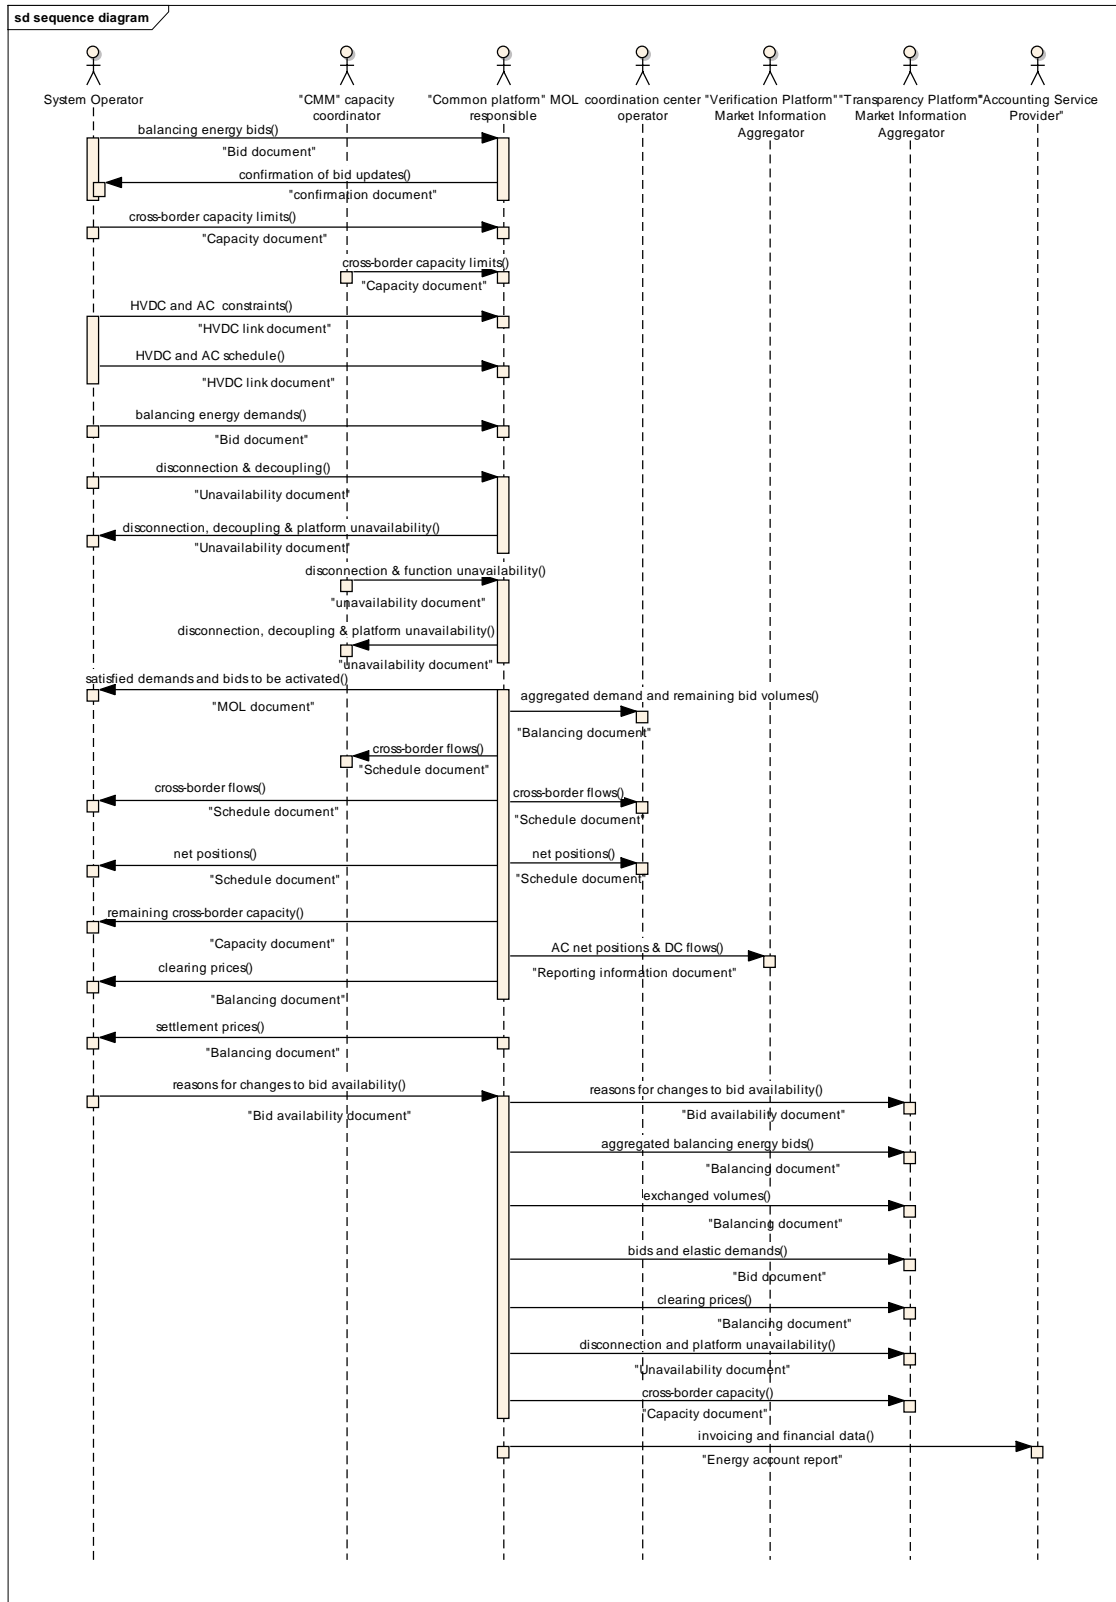 sd sequence diagram
System Operator
"CMM" capacity
coordinator
"Common platform"
responsible
MOL coordination center
operator
"Verification Platform"
Market Information
Aggregator
"Transparency Platform"
Market Information
Aggregator
"Accounting Service
Provider"
balancing energy bids()
"Bid document"
confirmation of bid updates()
"confirmation document"
cross-border capacity limits()
"Capacity document"
cross-border capacity limits()
"Capacity document"
HVDC and AC constraints()
"HVDC link document"
HVDC and AC schedule()
"HVDC link document"
balancing energy demands()
"Bid document"
disconnection & decoupling()
"Unavailability document"
disconnection, decoupling & platform unavailability()
"Unavailability document"
disconnection & function unavailability()
"unavailability document"
disconnection, decoupling & platform unavailability()
"unavailability document"
satisfied demands and bids to be activated()
"MOL document"
aggregated demand and remaining bid volumes()
"Balancing document"
cross-border flows()
"Schedule document"
cross-border flows()
"Schedule document"
cross-border flows()
"Schedule document"
net positions()
"Schedule document"
net positions()
"Schedule document"
remaining cross-border capacity()
"Capacity document"
AC net positions & DC flows()
"Reporting information document"
clearing prices()
"Balancing document"
settlement prices()
"Balancing document"
reasons for changes to bid availability()
"Bid availability document"
reasons for changes to bid availability()
"Bid availability document"
aggregated balancing energy bids()
"Balancing document"
exchanged volumes()
"Balancing document"
bids and elastic demands()
"Bid document"
clearing prices()
"Balancing document"
disconnection and platform unavailability()
"Unavailability document"
cross-border capacity()
"Capacity document"
invoicing and financial data()
"Energy account report"